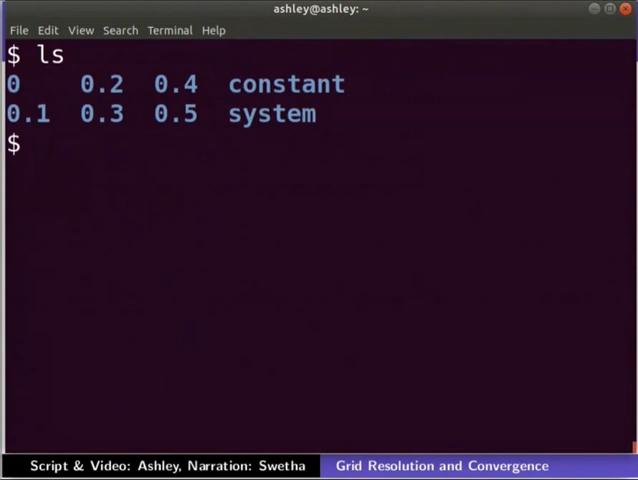 ashley@ashley: ~
File Edit View Search Terminal Help
$ ls
0 0.2 0.4 constant
0.1 0.3 0.5 system
$
Script & Video: Ashley, Narration: Swetha Grid Resolution and Convergence